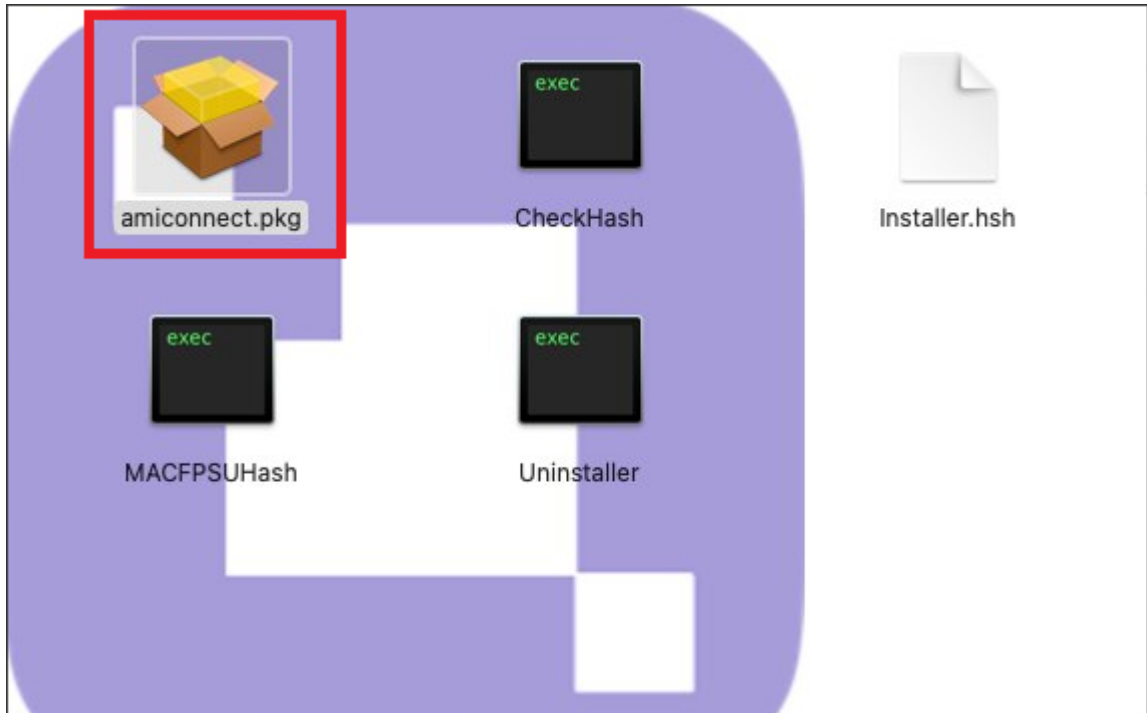 exec
amiconnect.pkg
CheckHash
Installer.hsh
exec
exec
MACFPSUHash
Uninstaller